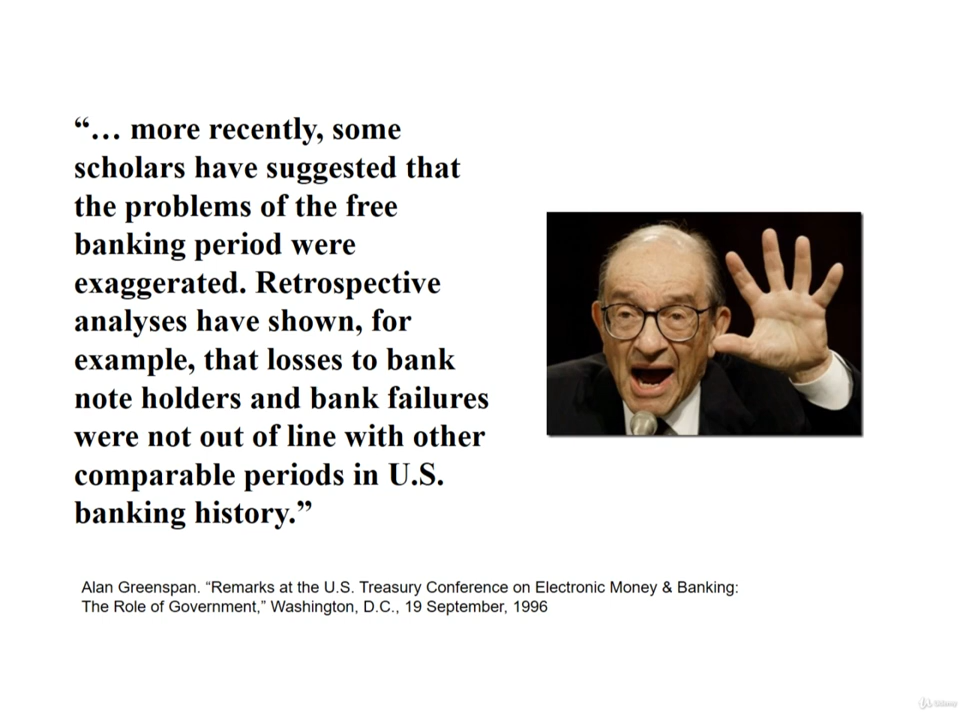 “… more recently, some
scholars have suggested that
the problems of the free
banking period were
exaggerated. Retrospective
analyses have shown, for
example, that losses to bank
note holders and bank failures
were not out of line with other
comparable periods in U.S.
banking history.”
Alan Greenspan. “Remarks at the U.S. Treasury Conference on Electronic Money & Banking:
The Role of Government,” Washington, D.C., 19 September, 1996
Udemy